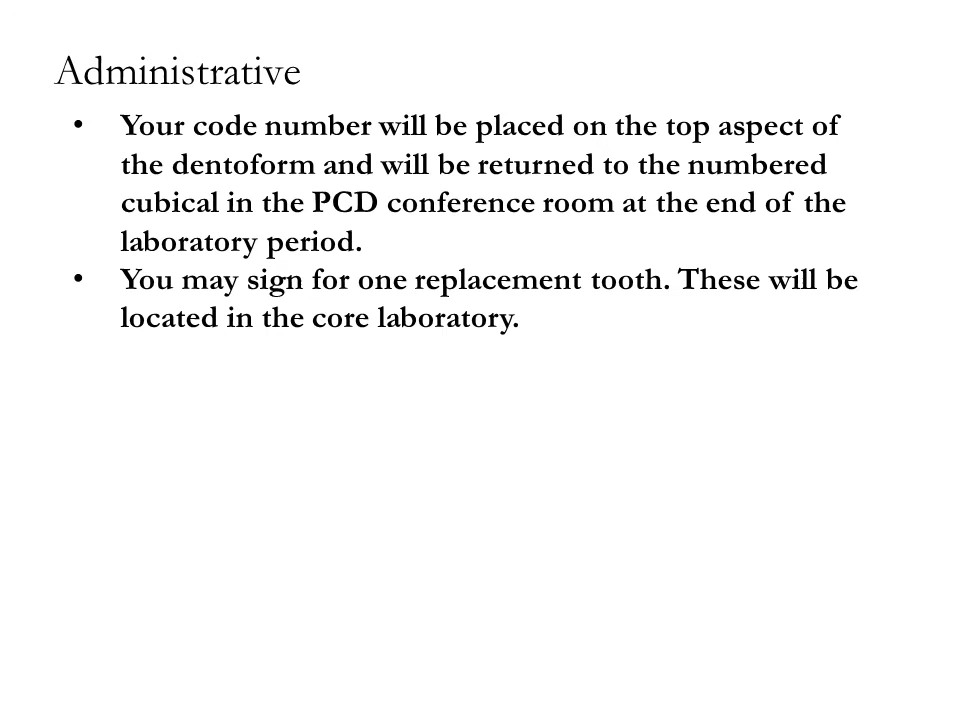 Administrative
• Your code number will be placed on the top aspect of
the dentoform and will be returned to the numbered
cubical in the PCD conference room at the end of the
laboratory period.
• You may sign for one replacement tooth. These will be
located in the core laboratory.